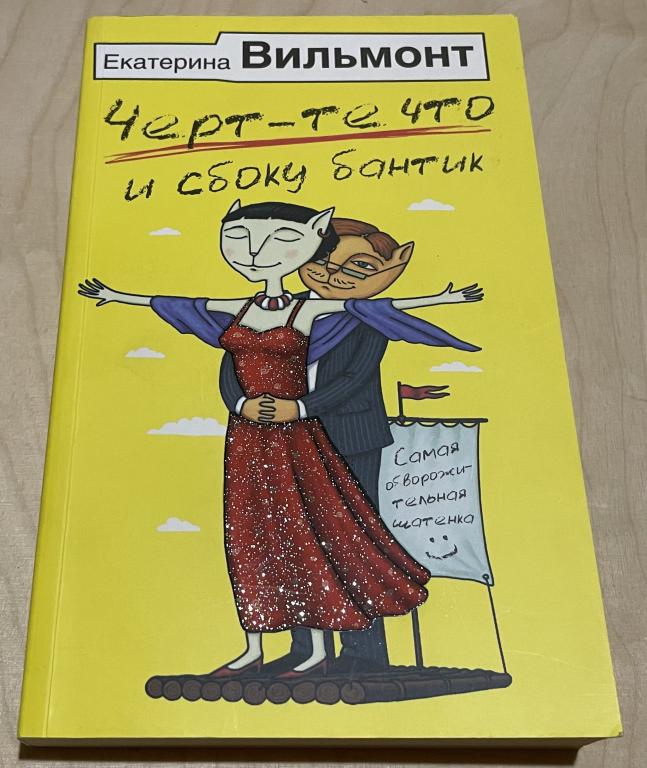 Екатерина Вильмонт
Черт-те что
и сбоку бантик
Самая
обворожи-
тельная
шатенка